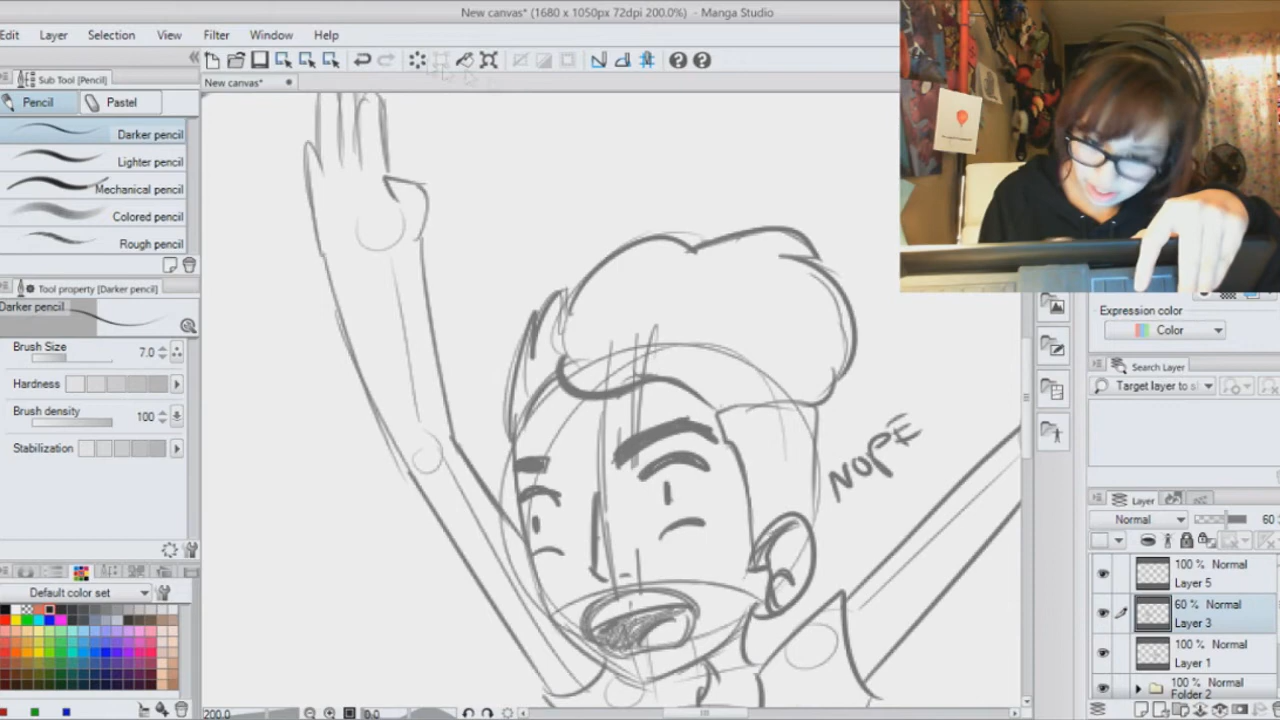 New canvas* (1680 x 1050px 72dpi 200.0%) - Manga Studio
Edit Layer Selection View Filter Window Help
Sub Tool [Pencil]
New canvas*
Pencil Pastel
Darker pencil
Lighter pencil
Mechanical pencil
Colored pencil
Rough pencil
Tool property [Darker pencil]
Darker pencil
Brush Size 7.0
Hardness
Brush density 100
Stabilization
Default color set
NOPE
200.0
0.0
Expression color
Color
Search Layer
Target layer to s
Layer
Normal 60
100 % Normal
Layer 5
60 % Normal
Layer 3
100 % Normal
Layer 1
100 % Normal
Folder 2